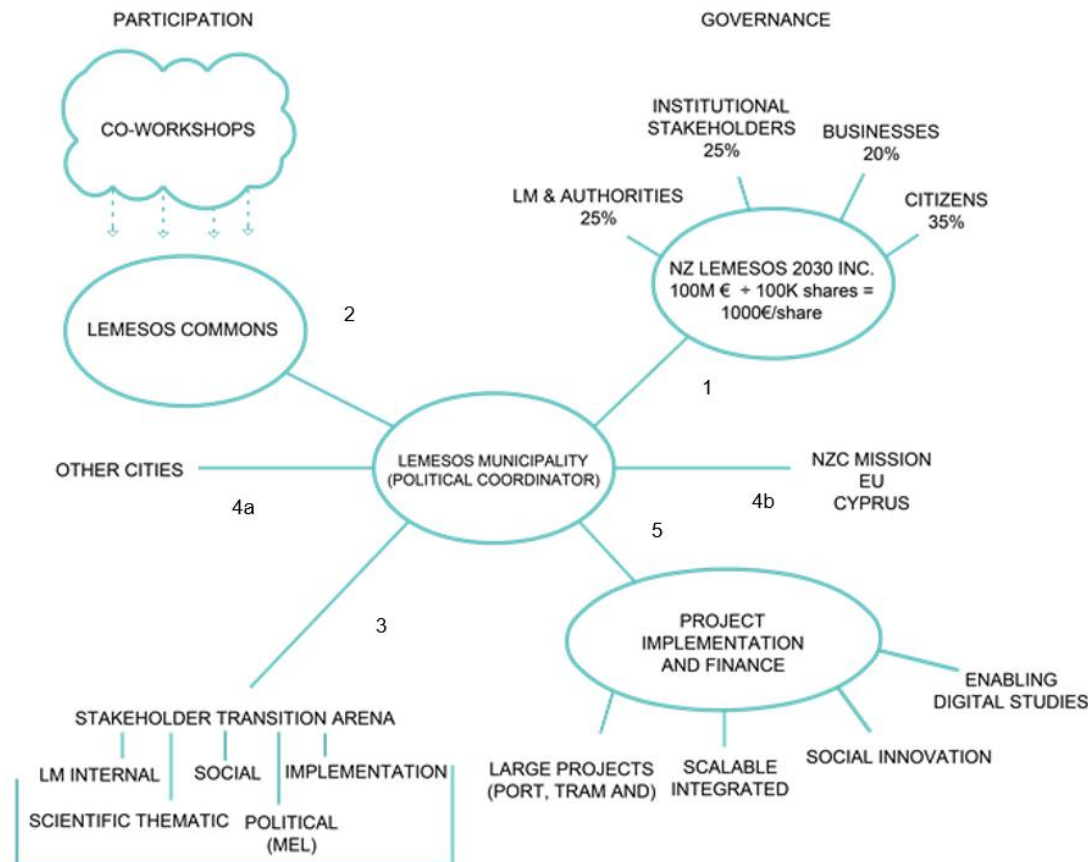 PARTICIPATION
GOVERNANCE
CO-WORKSHOPS
INSTITUTIONAL
STAKEHOLDERS
25%
BUSINESSES
20%
LM & AUTHORITIES
25%
CITIZENS
35%
NZ LEMESOS 2030 INC.
100M € ÷ 100K shares =
1000€/share
LEMESOS COMMONS
2
1
LEMESOS MUNICIPALITY
(POLITICAL COORDINATOR)
OTHER CITIES
4a
NZC MISSION
EU
CYPRUS
4b
5
3
PROJECT
IMPLEMENTATION
AND FINANCE
ENABLING
DIGITAL STUDIES
SOCIAL INNOVATION
SCALABLE
INTEGRATED
LARGE PROJECTS
(PORT, TRAM AND)
STAKEHOLDER TRANSITION ARENA
LM INTERNAL
SOCIAL
IMPLEMENTATION
SCIENTIFIC THEMATIC
POLITICAL
(MEL)